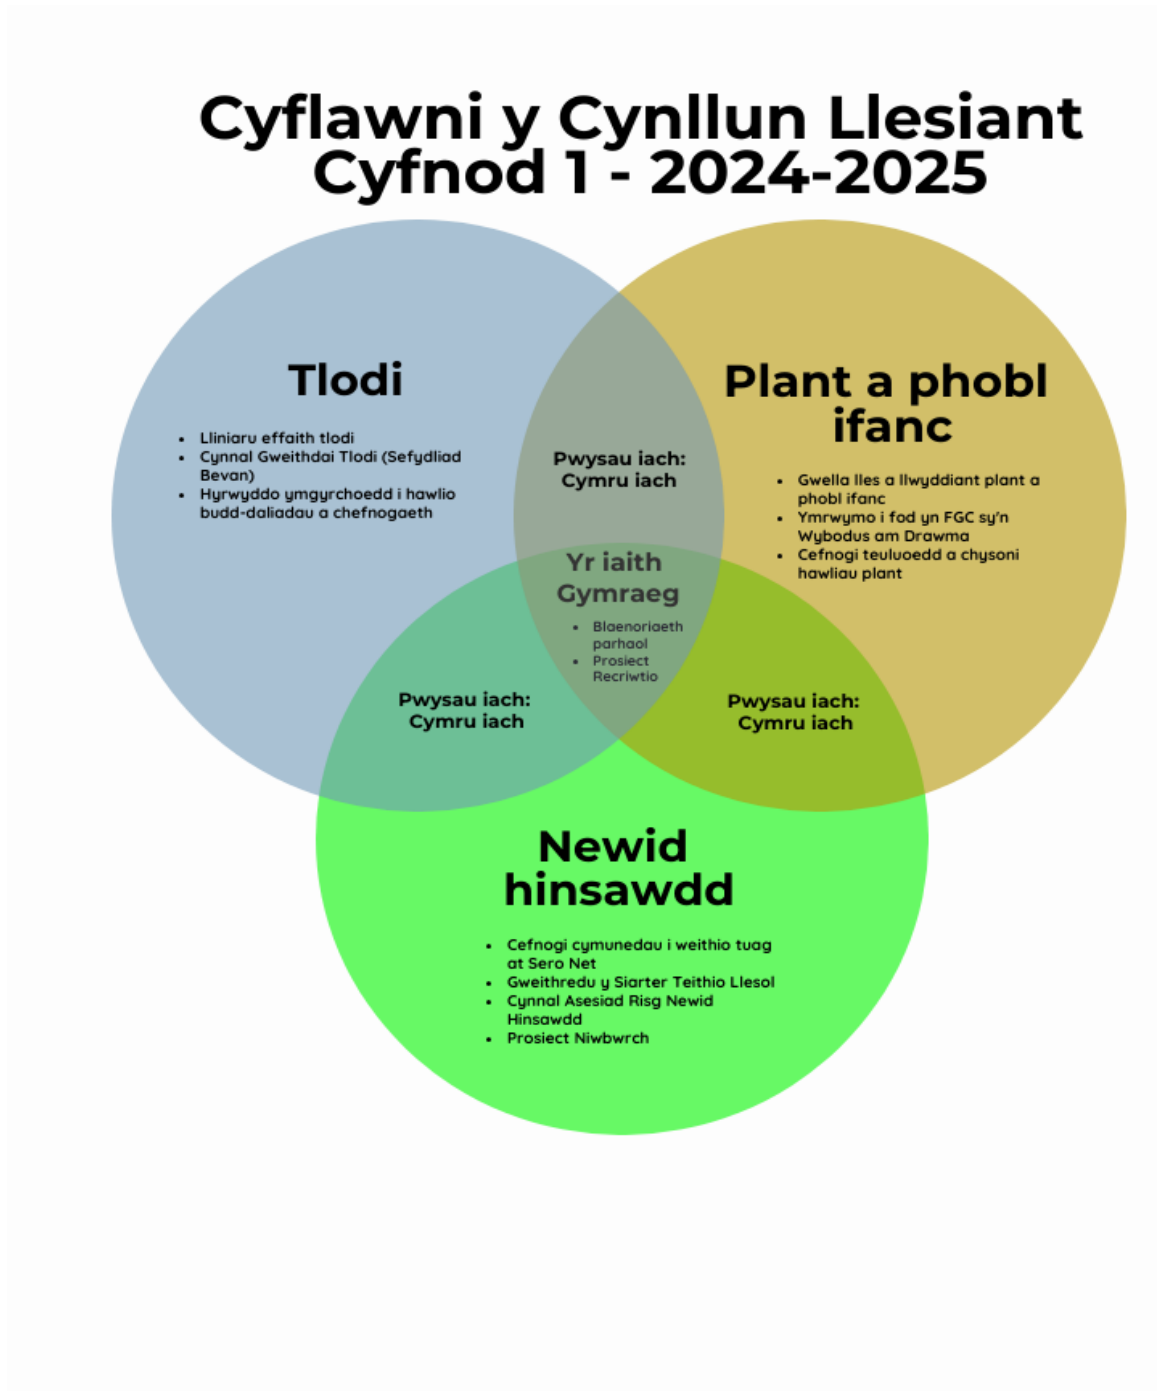 Cyflawni y Cynllun Llesiant
Cyfnod 1 - 2024-2025
Tlodi
• Lliniaru effaith tlodi
• Cynnal Gweithdai Tlodi (Sefydliad
Bevan)
• Hyrwyddo ymgyrchoedd i hawlio
budd-daliadau a chefnogaeth
Plant a phobl
ifanc
• Gwella lles a llwyddiant plant a
phobl ifanc
• Ymrwymo i fod yn FGC sy'n
Wybodus am Drawma
• Cefnogi teuluoedd a chysoni
hawliau plant
Pwysau iach:
Cymru iach
Yr iaith
Gymraeg
• Blaenoriaeth
parhaol
• Prosiect
Recriwtio
Pwysau iach:
Cymru iach
Pwysau iach:
Cymru iach
Newid
hinsawdd
• Cefnogi cymunedau i weithio tuag
at Sero Net
• Gweithredu y Siarter Teithio Llesol
• Cynnal Asesiad Risg Newid
Hinsawdd
• Prosiect Niwbwrch